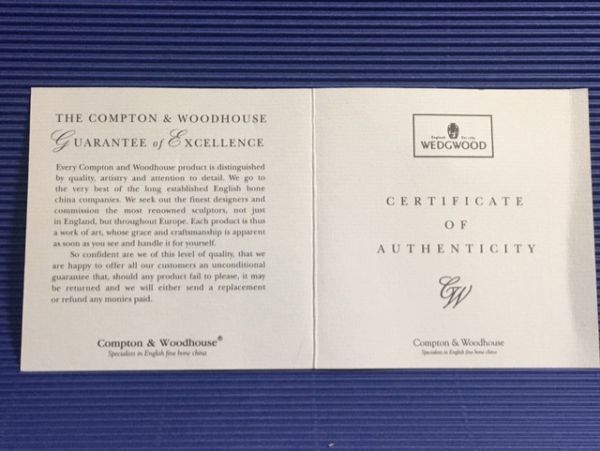 THE COMPTON & WOODHOUSE
GUARANTEE of EXCELLENCE
Every Compton and Woodhouse product is distinguished
by quality, artistry and attention to detail. We go to
the very best of the long established English bone
china companies. We seek out the finest designers and
commission the most renowned sculptors, not just
in England, but throughout Europe. Each product is thus
a work of art, whose grace and craftsmanship is apparent
as soon as you see and handle it for yourself.
So confident are we of this level of quality, that we
are happy to offer all our customers an unconditional
guarantee that, should any product fail to please, it may
be returned and we will either send a replacement
or refund any monies paid.
Compton & Woodhouse®
Specialists in English fine bone china
England Est. 1759
WEDGWOOD
CERTIFICATE
OF
AUTHENTICITY
CW
Compton & Woodhouse
Specialists in English fine bone china